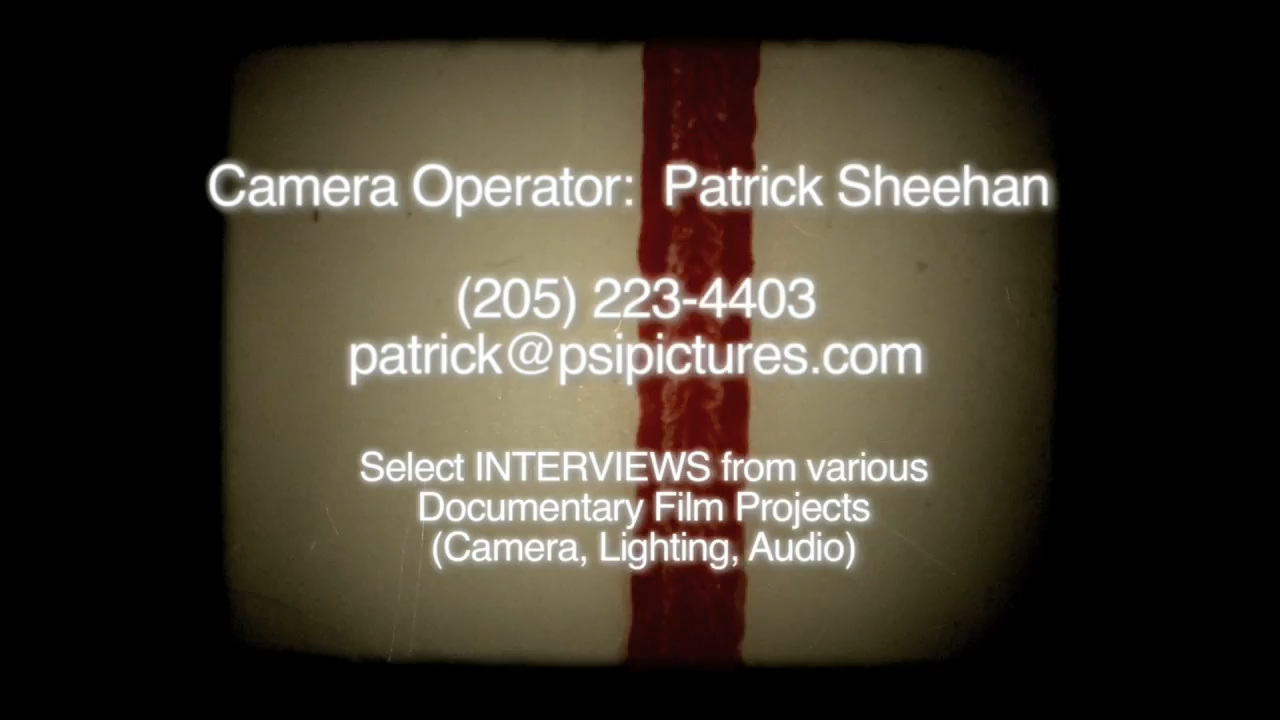 Camera Operator:  Patrick Sheehan
(205) 223-4403
patrick@psipictures.com
Select INTERVIEWS from various
Documentary Film Projects
(Camera, Lighting, Audio)